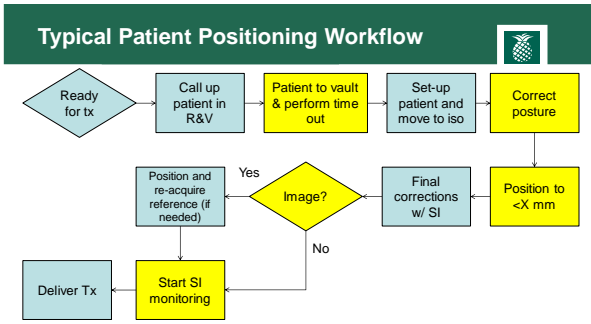 Typical Patient Positioning Workflow
Ready
for tx
Call up
patient in
R&V
Patient to vault
& perform time
out
Set-up
patient and
move to iso
Correct
posture
Position to
<X mm
Final
corrections
w/ SI
Image?
Yes
No
Position and
re-acquire
reference (if
needed)
Start SI
monitoring
Deliver Tx